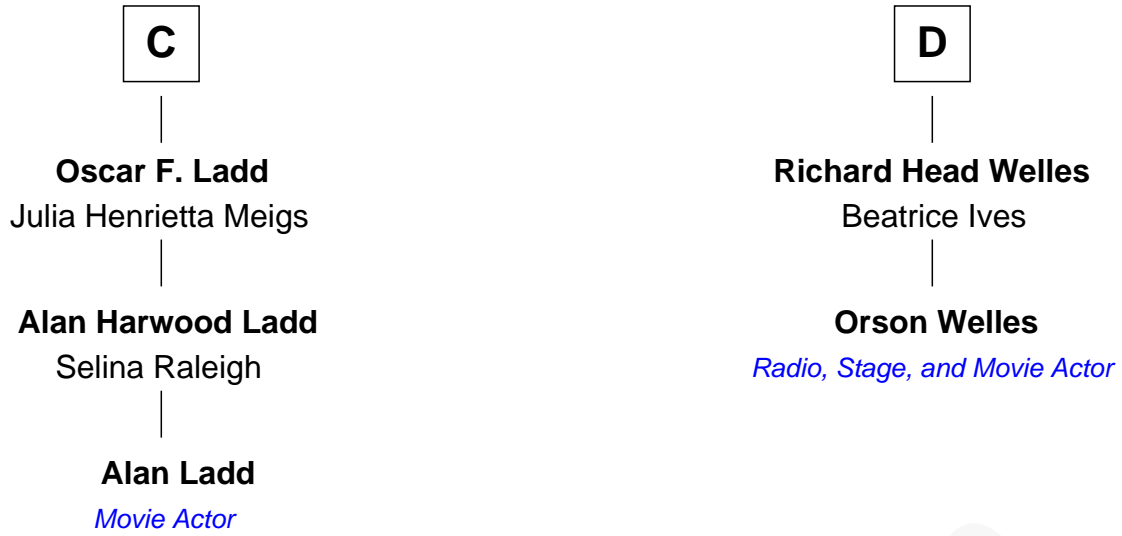 C
Oscar F. Ladd
Julia Henrietta Meigs
Alan Harwood Ladd
Selina Raleigh
Alan Ladd
Movie Actor
D
Richard Head Welles
Beatrice Ives
Orson Welles
Radio, Stage, and Movie Actor